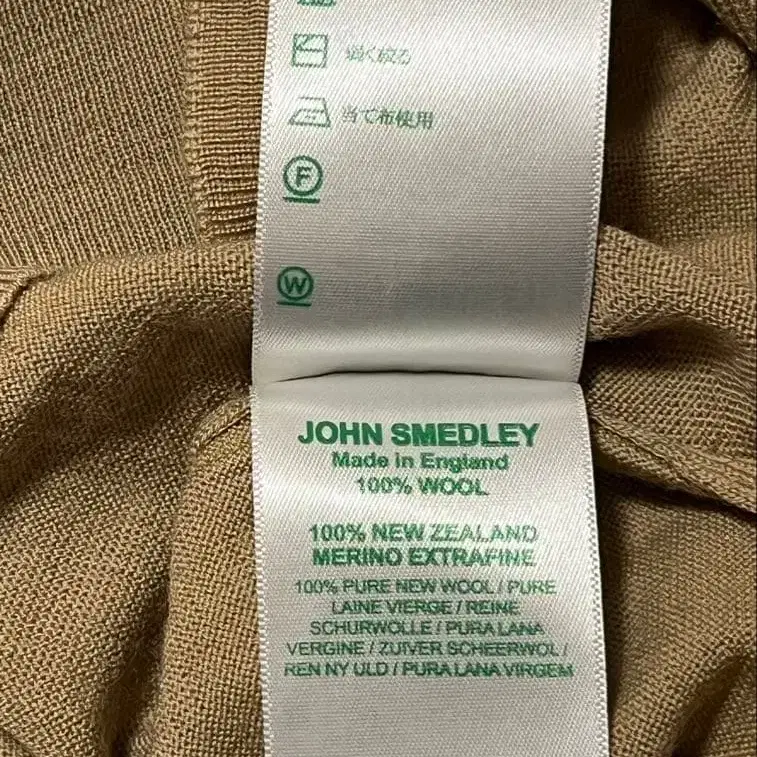 弱く絞る
当て布使用
F
W
JOHN SMEDLEY
Made in England
100% WOOL
100% NEW ZEALAND
MERINO EXTRAFINE
100% PURE NEW WOOL / PURE
LAINE VIERGE / REINE
SCHURWOLLE / PURA LANA
VERGINE / ZUIVER SCHEERWOL /
REN NY ULD / PURA LANA VIRGEM